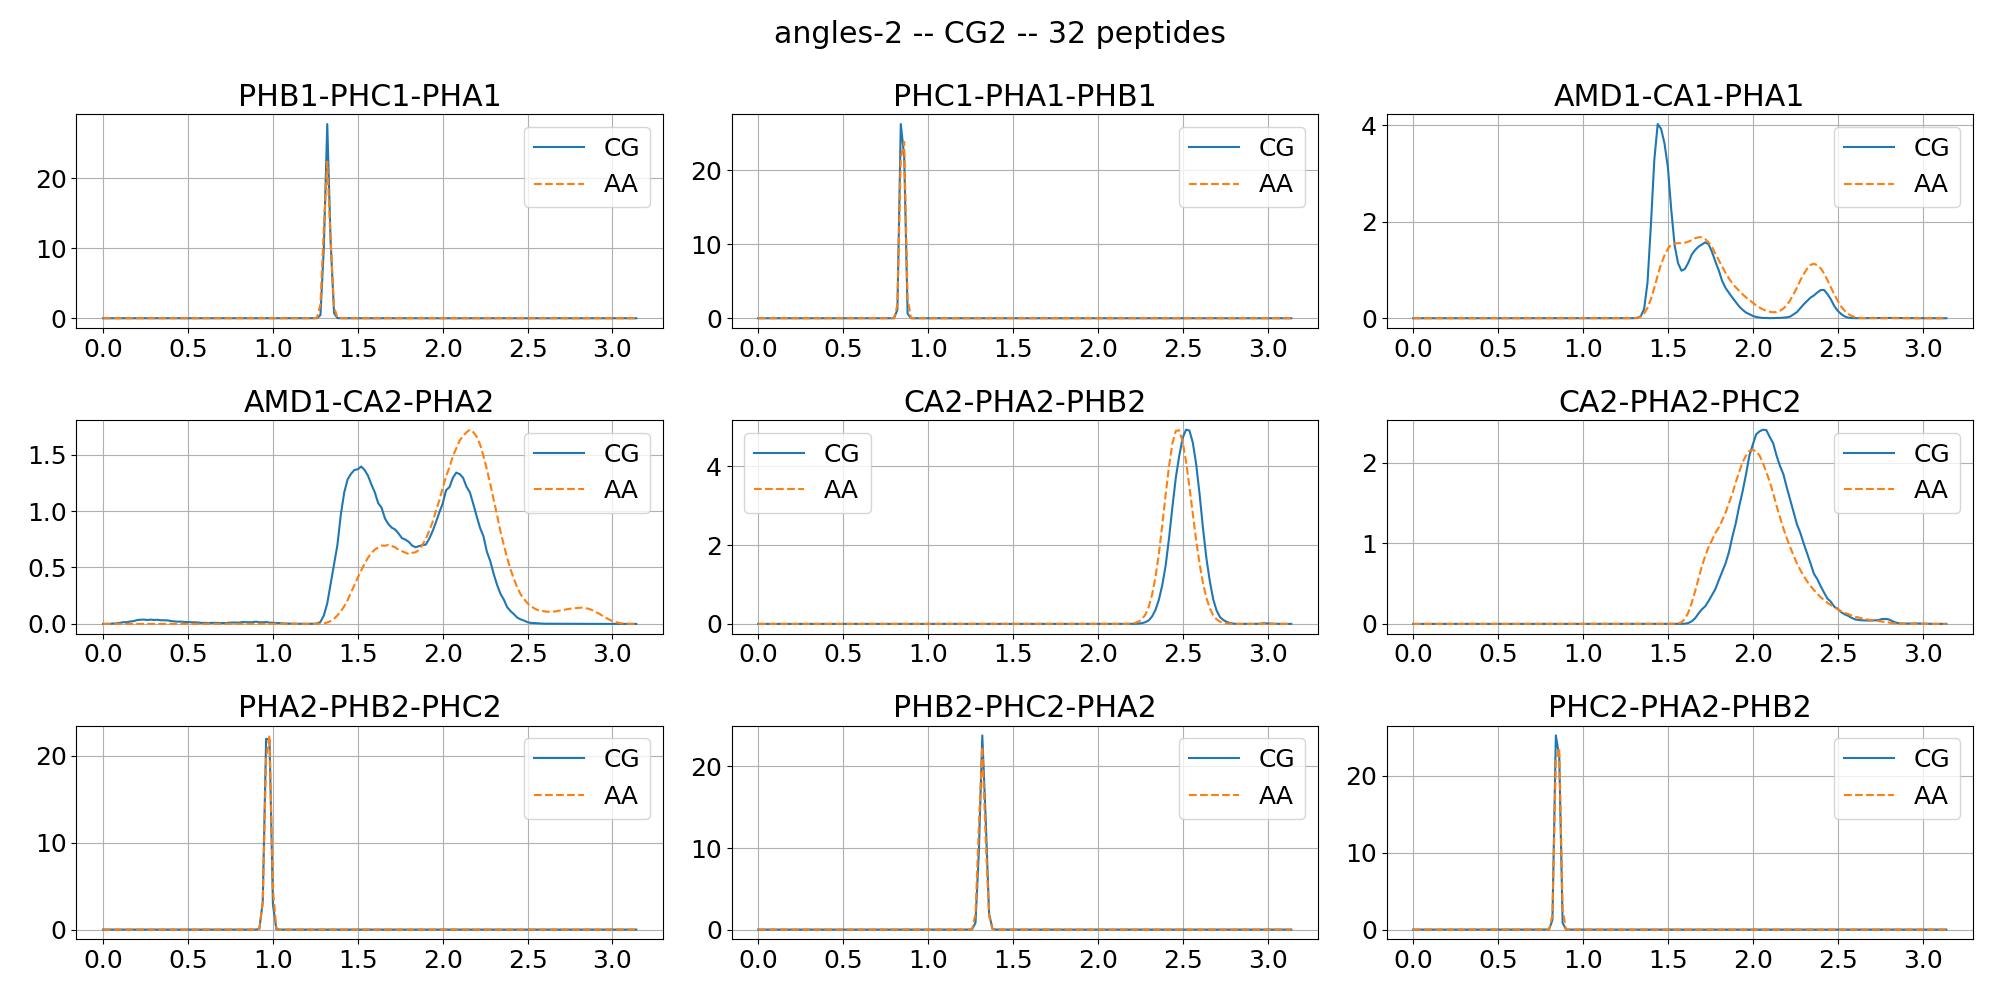 angles-2 -- CG2 -- 32 peptides
PHB1-PHC1-PHA1
CG
AA
20
10
0
0.0 0.5 1.0 1.5 2.0 2.5 3.0
PHC1-PHA1-PHB1
CG
AA
20
10
0
0.0 0.5 1.0 1.5 2.0 2.5 3.0
AMD1-CA1-PHA1
CG
AA
4
2
0
0.0 0.5 1.0 1.5 2.0 2.5 3.0
AMD1-CA2-PHA2
CG
AA
1.5
1.0
0.5
0.0
0.0 0.5 1.0 1.5 2.0 2.5 3.0
CA2-PHA2-PHB2
CG
AA
4
2
0
0.0 0.5 1.0 1.5 2.0 2.5 3.0
CA2-PHA2-PHC2
CG
AA
2
1
0
0.0 0.5 1.0 1.5 2.0 2.5 3.0
PHA2-PHB2-PHC2
CG
AA
20
10
0
0.0 0.5 1.0 1.5 2.0 2.5 3.0
PHB2-PHC2-PHA2
CG
AA
20
10
0
0.0 0.5 1.0 1.5 2.0 2.5 3.0
PHC2-PHA2-PHB2
CG
AA
20
10
0
0.0 0.5 1.0 1.5 2.0 2.5 3.0